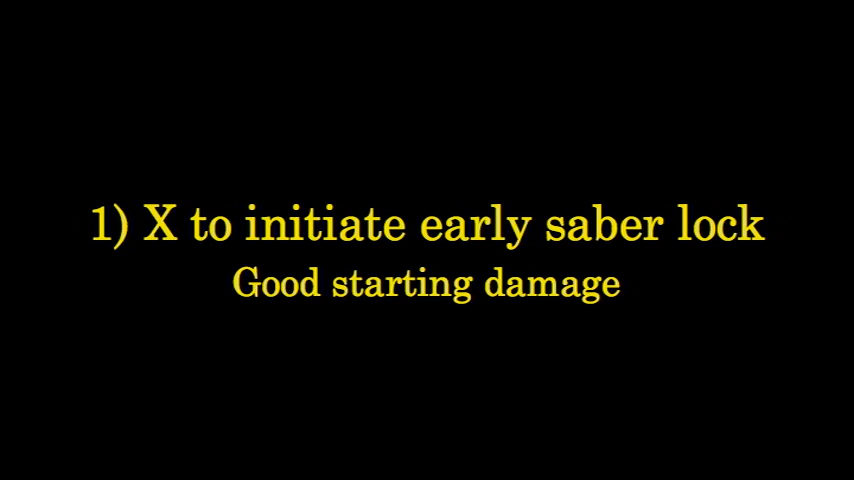 1) X to initiate early saber lock
Good starting damage